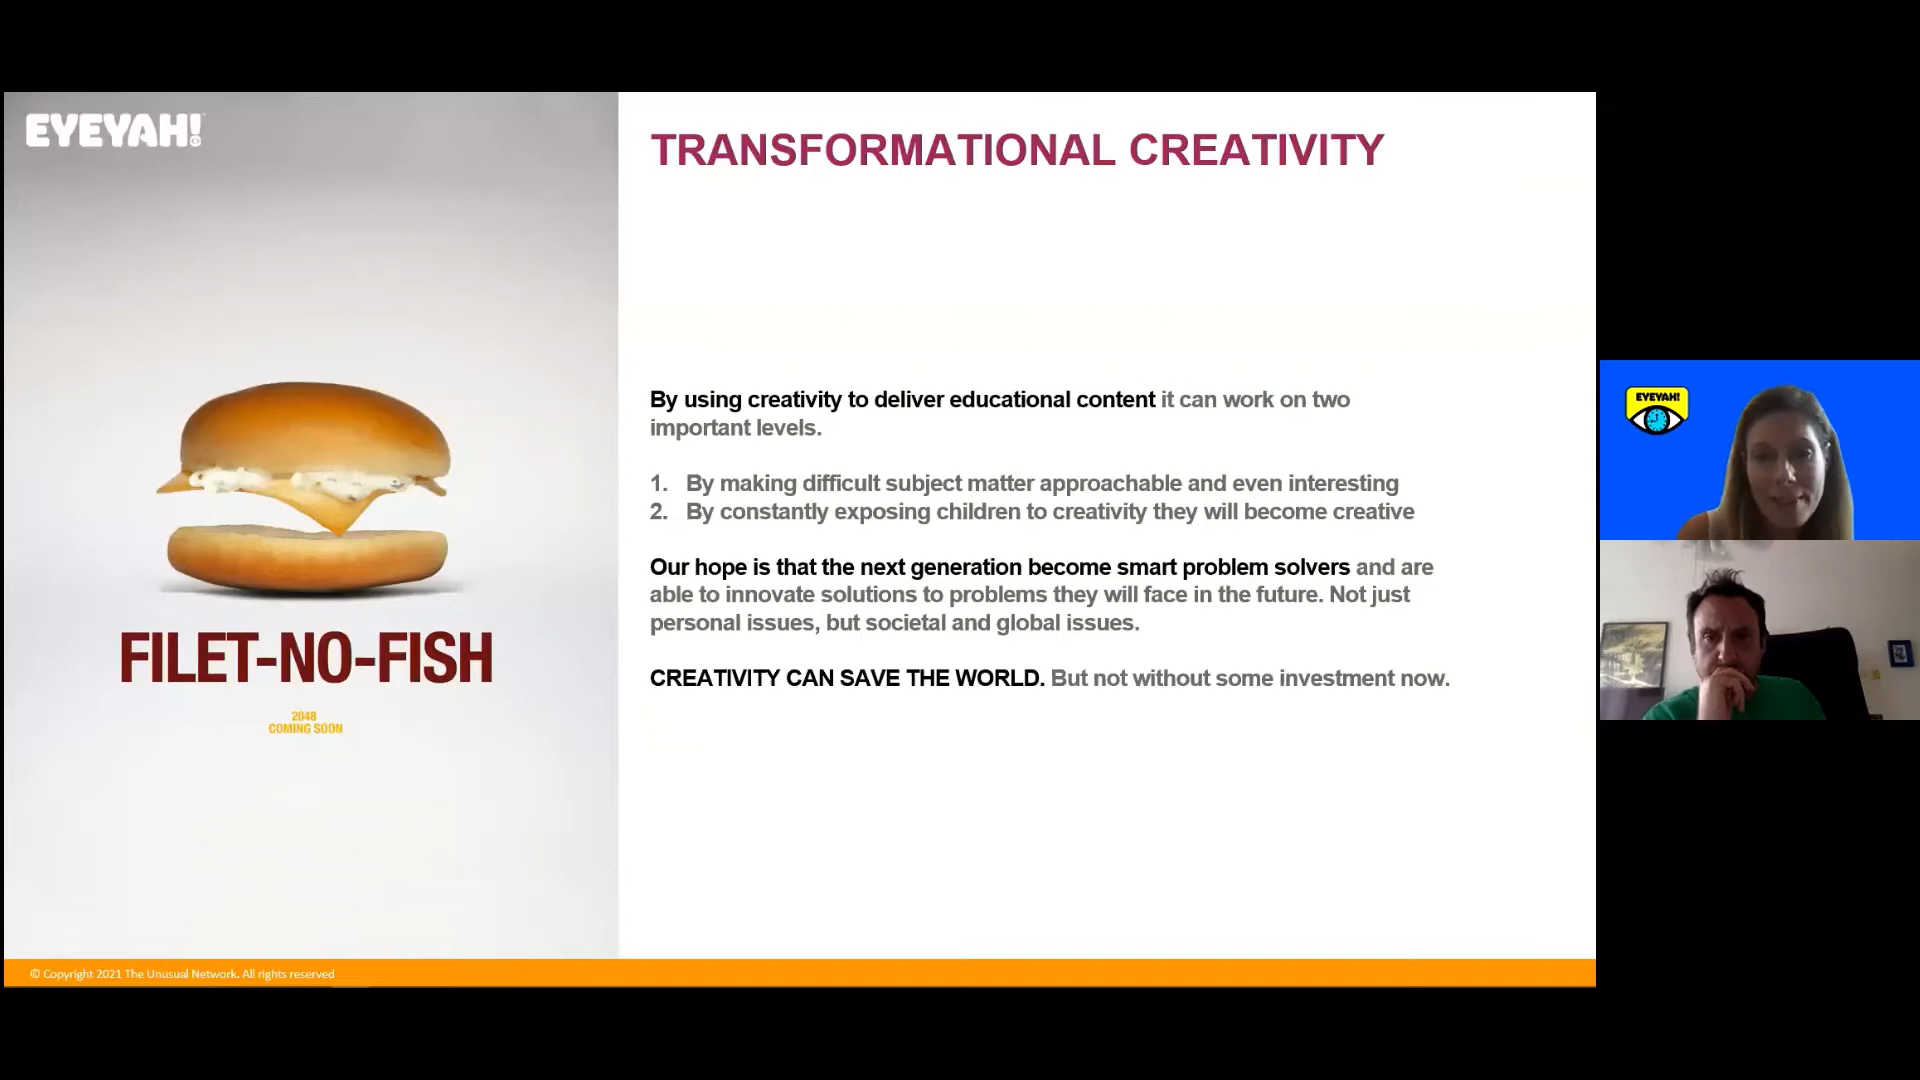 EYEYAH!
FILET-NO-FISH
2048
COMING SOON
TRANSFORMATIONAL CREATIVITY
By using creativity to deliver educational content it can work on two
important levels.
1. By making difficult subject matter approachable and even interesting
2. By constantly exposing children to creativity they will become creative
Our hope is that the next generation become smart problem solvers and are
able to innovate solutions to problems they will face in the future. Not just
personal issues, but societal and global issues.
CREATIVITY CAN SAVE THE WORLD. But not without some investment now.
© Copyright 2021 The Unusual Network. All rights reserved
EYEYAH!